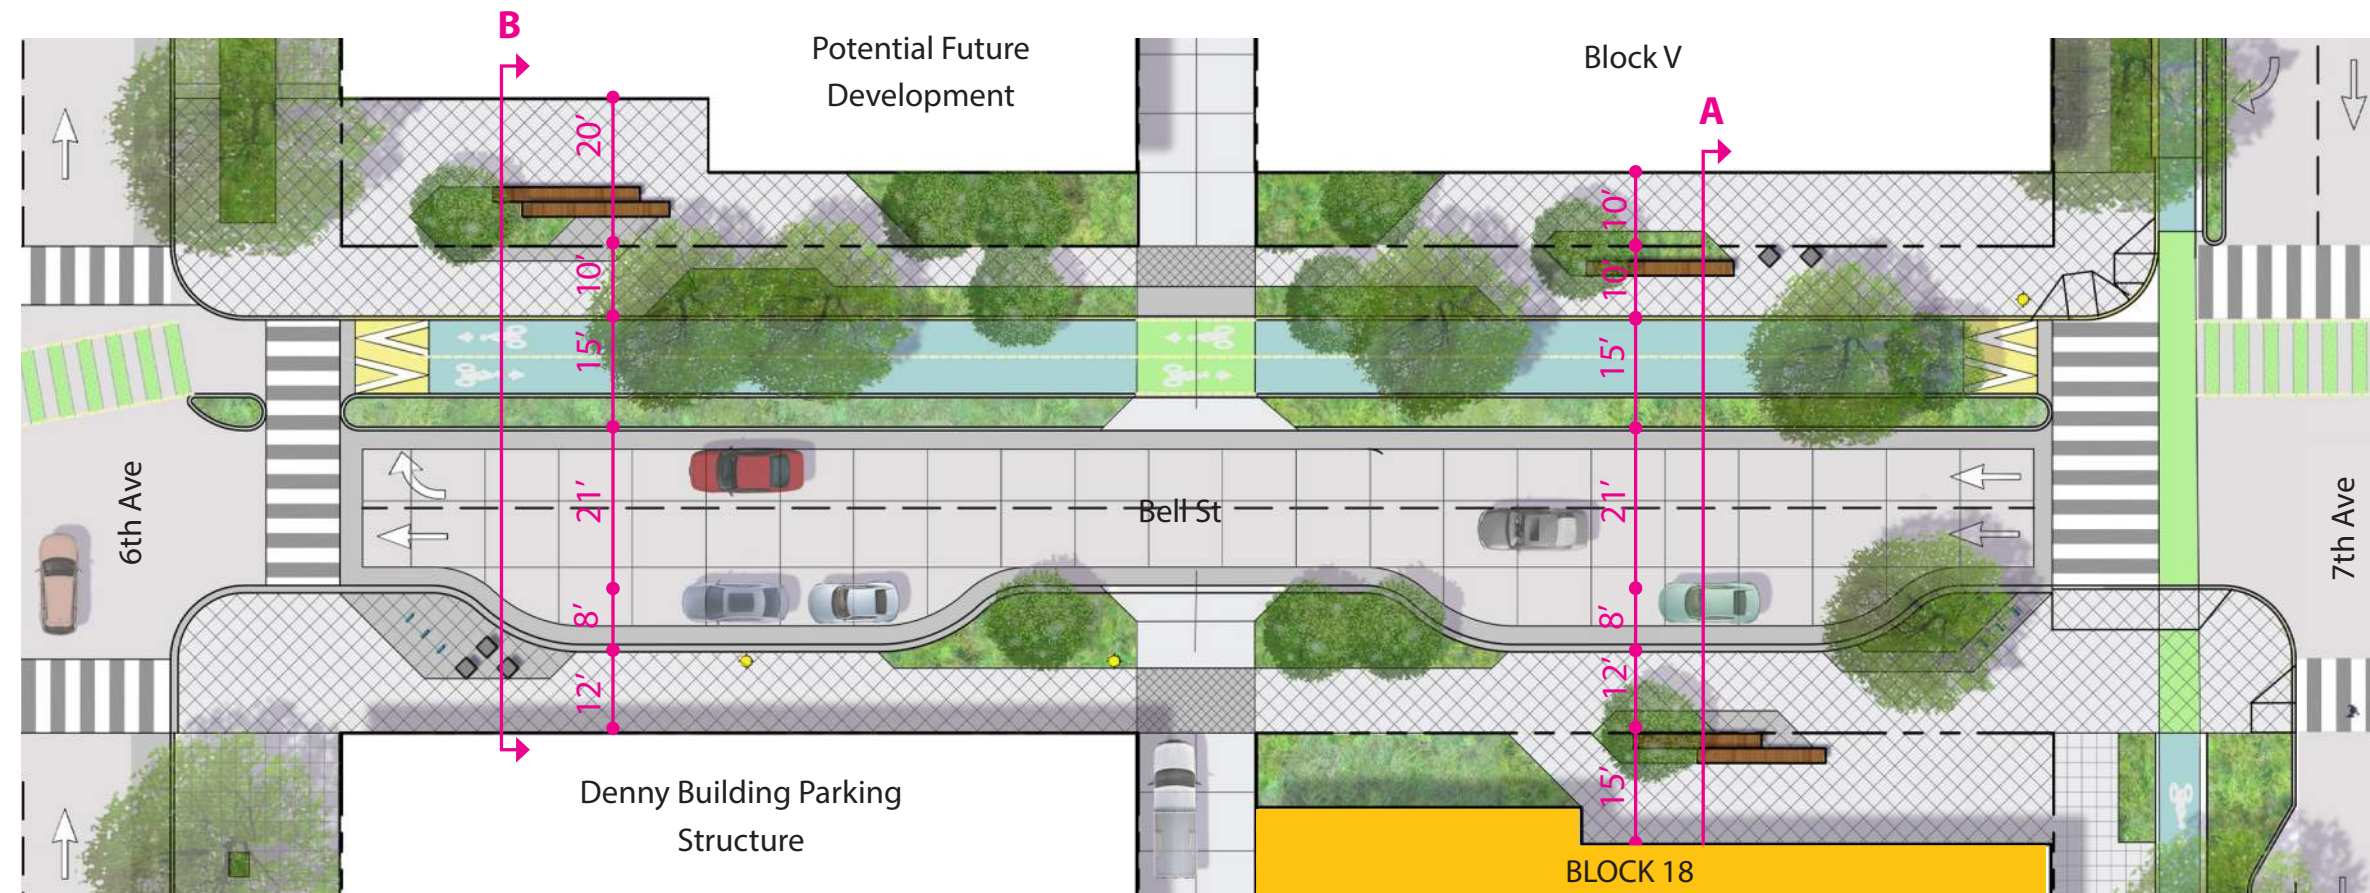 B
Potential Future
Development
Block V
A
20’
10’
15’
21’
8’
12’
10’
10’
15’
21’
8’
12’
15’
6th Ave
Bell St
7th Ave
Denny Building Parking
Structure
BLOCK 18